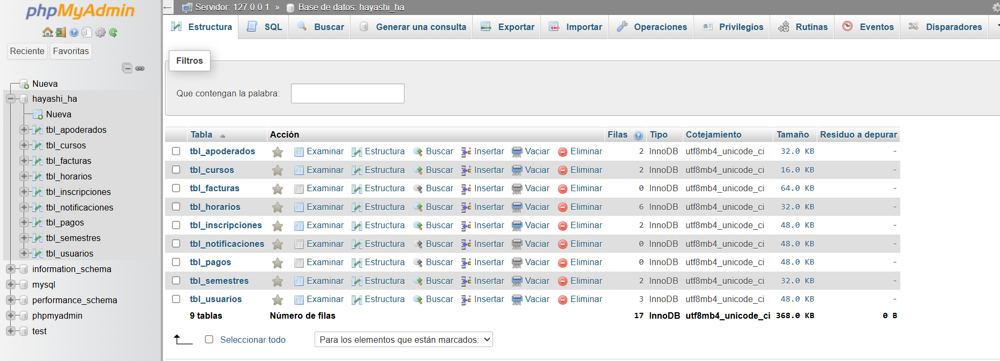 phpMyAdmin
Reciente Favoritas
Nueva
hayashi_ha
Nueva
tbl_apoderados
tbl_cursos
tbl_facturas
tbl_horarios
tbl_inscripciones
tbl_notificaciones
tbl_pagos
tbl_semestres
tbl_usuarios
information_schema
mysql
performance_schema
phpmyadmin
test
Servidor: 127.0.0.1 » Base de datos: hayashi_ha
Estructura SQL Buscar Generar una consulta Exportar Importar Operaciones Privilegios Rutinas Eventos Disparadores
Filtros
Que contengan la palabra:
Tabla Acción Filas Tipo Cotejamiento Tamaño Residuo a depurar
tbl_apoderados Examinar Estructura Buscar Insertar Vaciar Eliminar 2 InnoDB utf8mb4_unicode_ci 32.0 KB -
tbl_cursos Examinar Estructura Buscar Insertar Vaciar Eliminar 2 InnoDB utf8mb4_unicode_ci 16.0 KB -
tbl_facturas Examinar Estructura Buscar Insertar Vaciar Eliminar 0 InnoDB utf8mb4_unicode_ci 64.0 KB -
tbl_horarios Examinar Estructura Buscar Insertar Vaciar Eliminar 6 InnoDB utf8mb4_unicode_ci 32.0 KB -
tbl_inscripciones Examinar Estructura Buscar Insertar Vaciar Eliminar 2 InnoDB utf8mb4_unicode_ci 48.0 KB -
tbl_notificaciones Examinar Estructura Buscar Insertar Vaciar Eliminar 0 InnoDB utf8mb4_unicode_ci 48.0 KB -
tbl_pagos Examinar Estructura Buscar Insertar Vaciar Eliminar 0 InnoDB utf8mb4_unicode_ci 48.0 KB -
tbl_semestres Examinar Estructura Buscar Insertar Vaciar Eliminar 2 InnoDB utf8mb4_unicode_ci 32.0 KB -
tbl_usuarios Examinar Estructura Buscar Insertar Vaciar Eliminar 3 InnoDB utf8mb4_unicode_ci 48.0 KB -
9 tablas Número de filas 17 InnoDB utf8mb4_unicode_ci 368.0 KB 0 B
Seleccionar todo Para los elementos que están marcados: